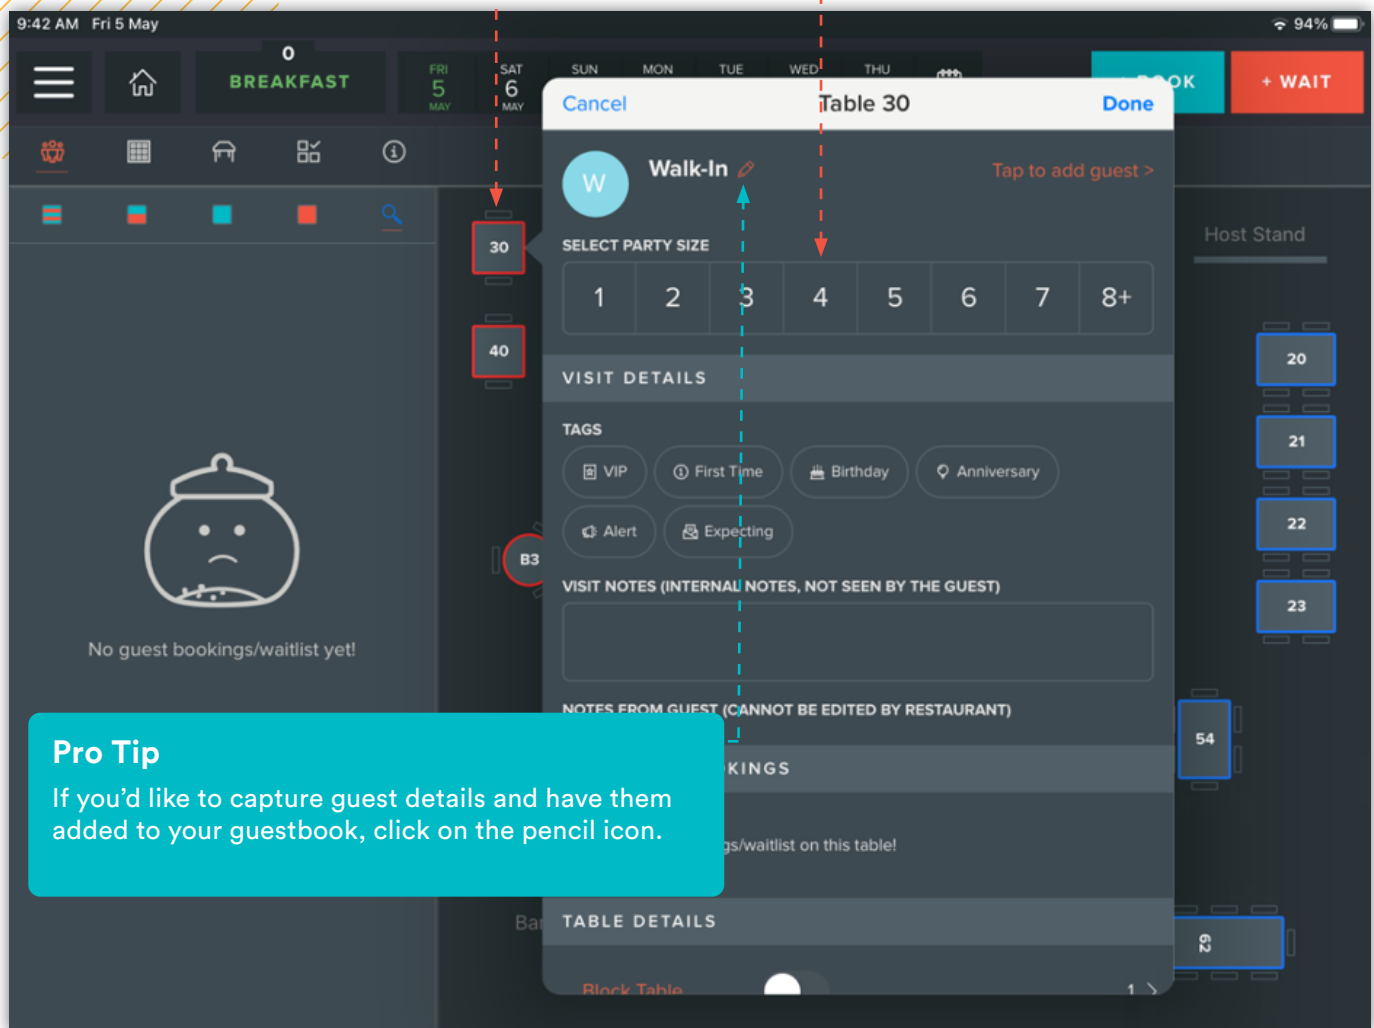 9:42 AM Fri 5 May
94%
0
BREAKFAST
FRI
5
MAY
SAT
6
MAY
SUN
MON
TUE
WED
THU
+ WAIT
Cancel
Table 30
Done
W
Walk-In
Tap to add guest >
SELECT PARTY SIZE
1 2 3 4 5 6 7 8+
VISIT DETAILS
TAGS
VIP
First Time
Birthday
Anniversary
Alert
Expecting
VISIT NOTES (INTERNAL NOTES, NOT SEEN BY THE GUEST)
NOTES FROM GUEST (CANNOT BE EDITED BY RESTAURANT)
KINGS
gs/waitlist on this table!
TABLE DETAILS
Block Table
1 >
30
40
B3
Bar
Host Stand
20
21
22
23
54
62
No guest bookings/waitlist yet!
Pro Tip
If you’d like to capture guest details and have them
added to your guestbook, click on the pencil icon.